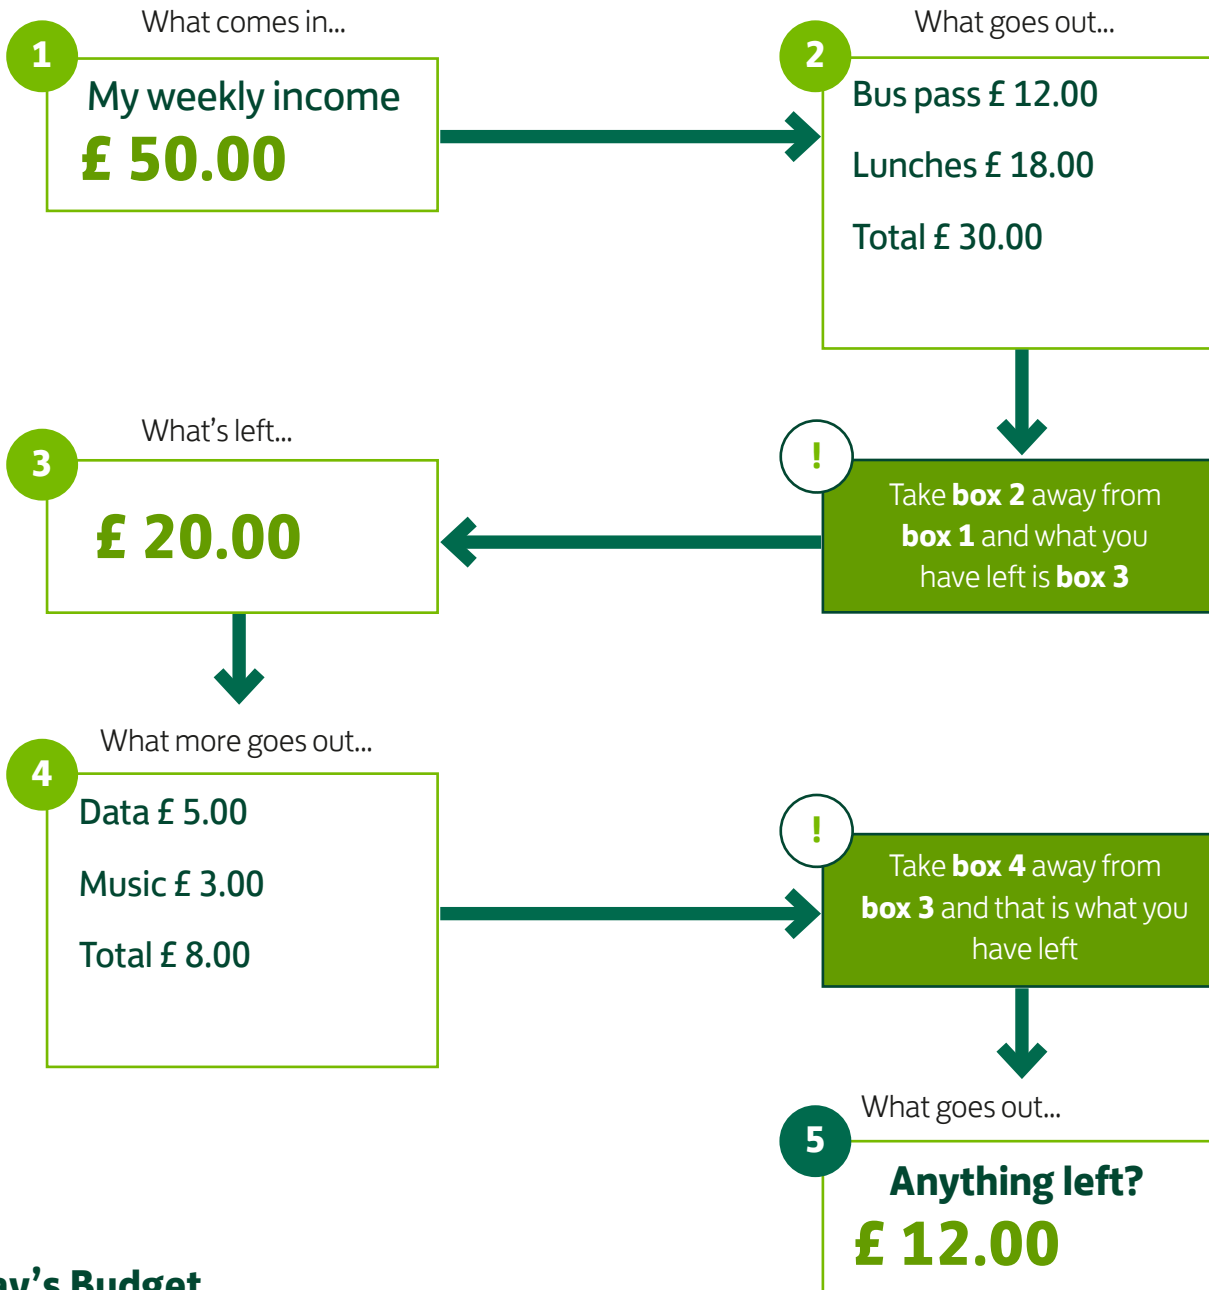 What comes in...
1
My weekly income
£ 50.00
What goes out...
2
Bus pass £ 12.00
Lunches £ 18.00
Total £ 30.00
!
Take box 2 away from
box 1 and what you
have left is box 3
What's left...
3
£ 20.00
What more goes out...
4
Data £ 5.00
Music £ 3.00
Total £ 8.00
!
Take box 4 away from
box 3 and that is what you
have left
What goes out...
5
Anything left?
£ 12.00
Budget